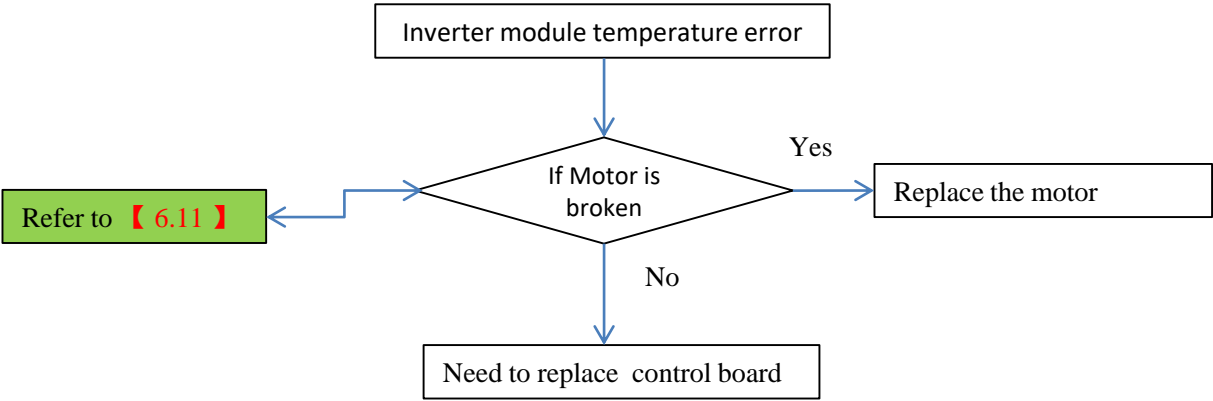 Inverter module temperature error
Yes
If Motor is
broken
Replace the motor
Refer to 【 6.11 】
No
Need to replace control board